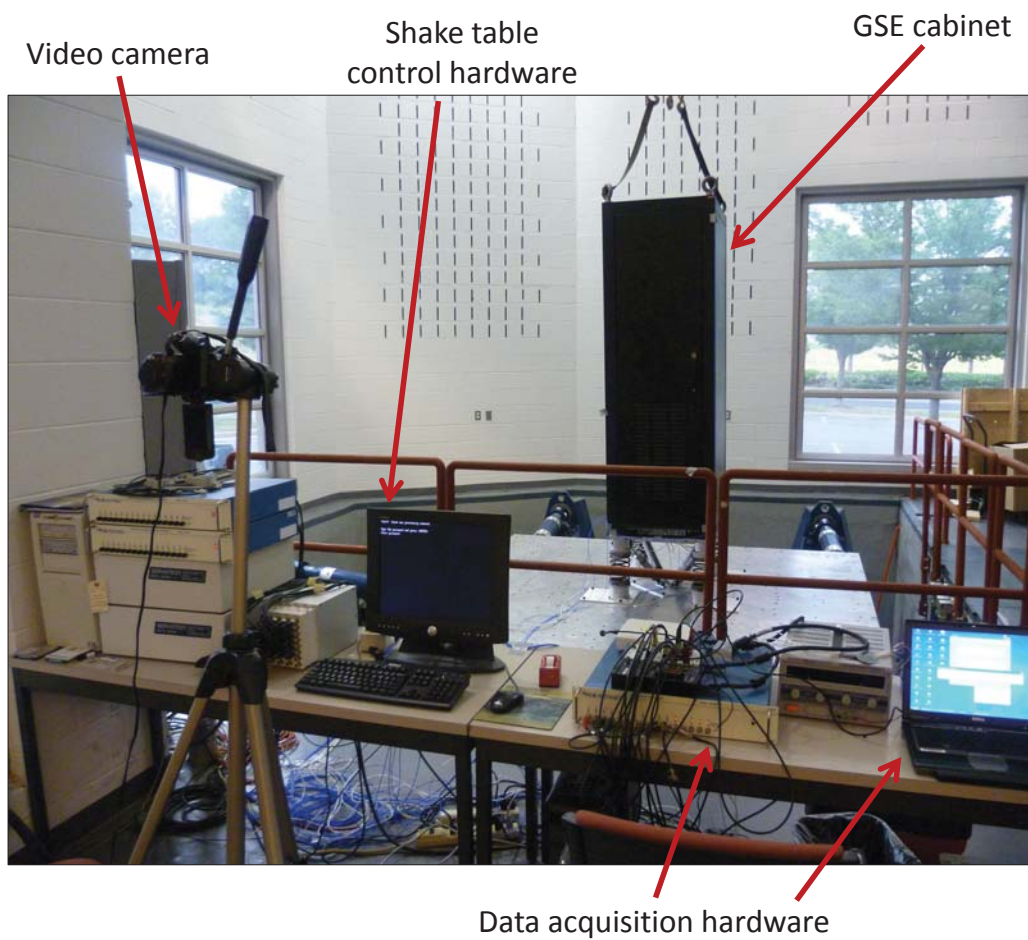 Video camera
Shake table
control hardware
GSE cabinet
Data acquisition hardware